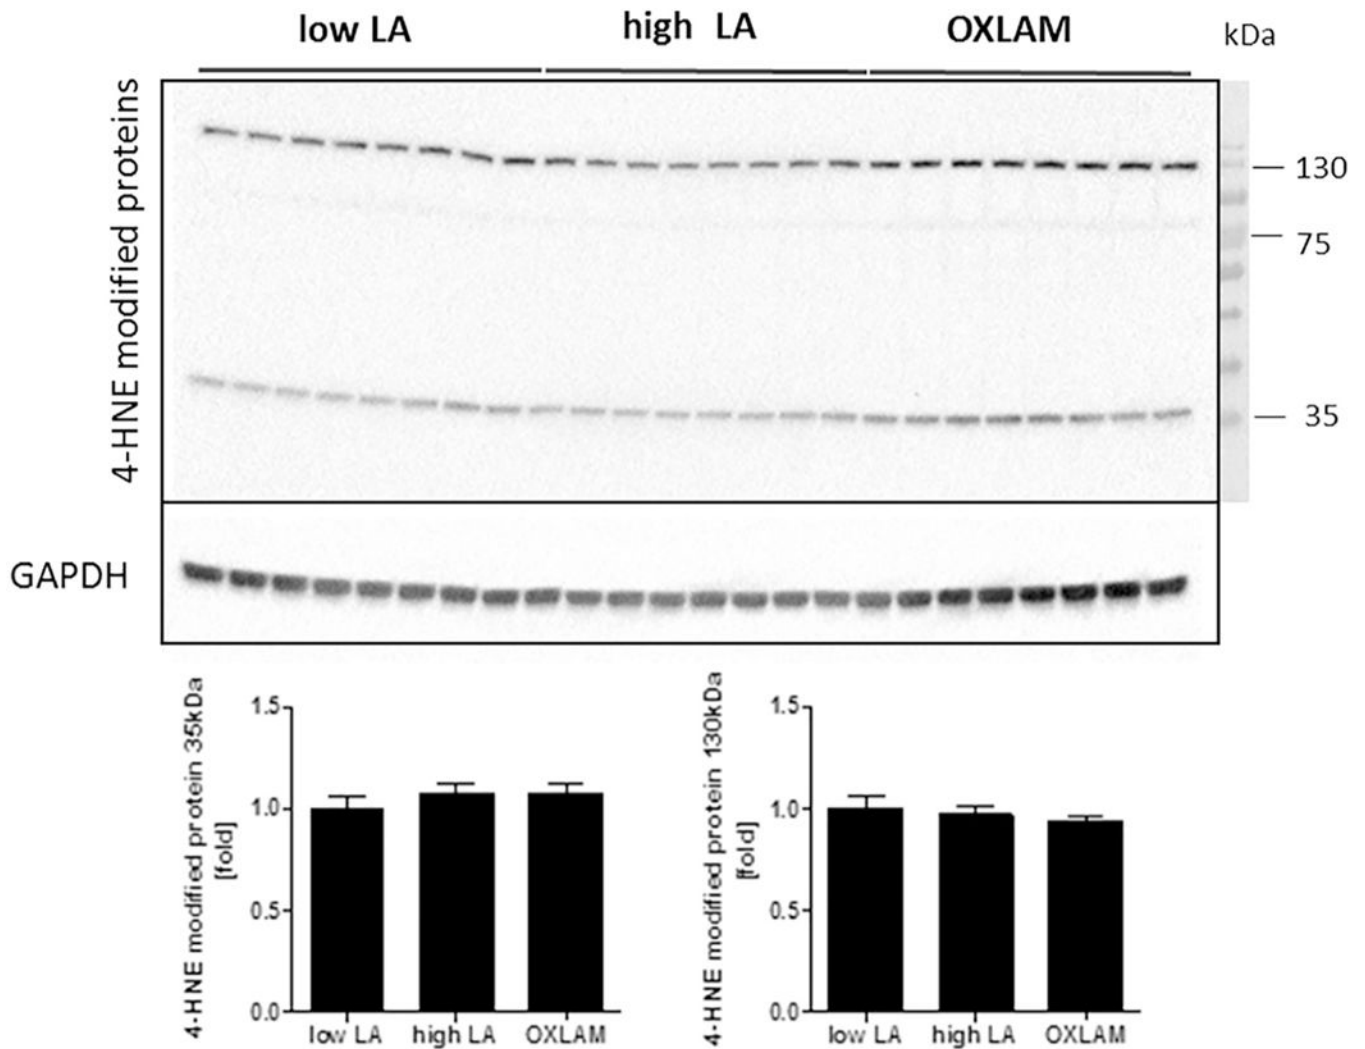 low LA high LA OXLAM kDa
4-HNE modified proteins
130
75
35
GAPDH
4-HNE modified protein 35kDa
[fold]
1.5
1.0
0.5
0.0
low LA high LA OXLAM
4-HNE modified protein 130kDa
[fold]
1.5
1.0
0.5
0.0
low LA high LA OXLAM